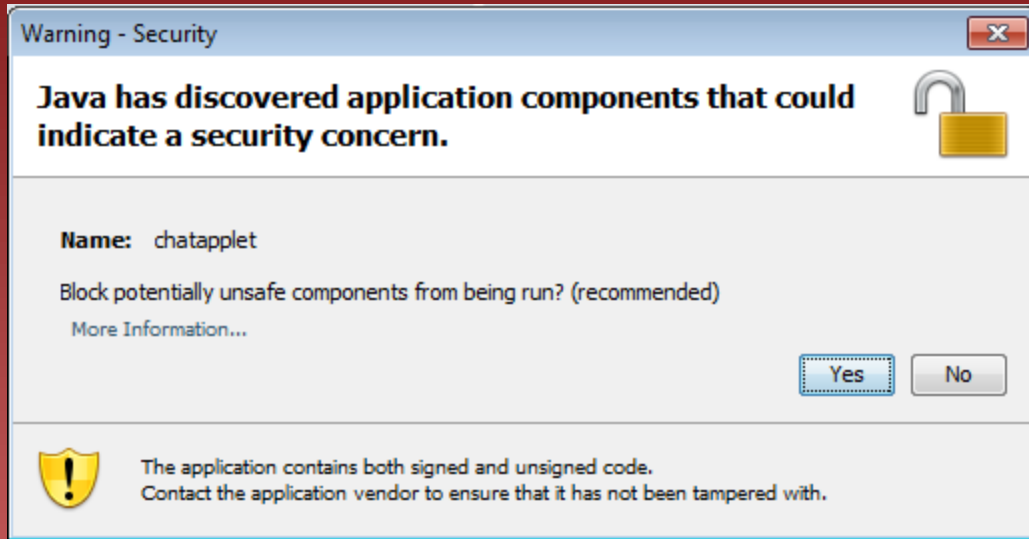 Warning - Security
Java has discovered application components that could
indicate a security concern.
Name: chatapplet
Block potentially unsafe components from being run? (recommended)
More Information...
Yes No
The application contains both signed and unsigned code.
Contact the application vendor to ensure that it has not been tampered with.